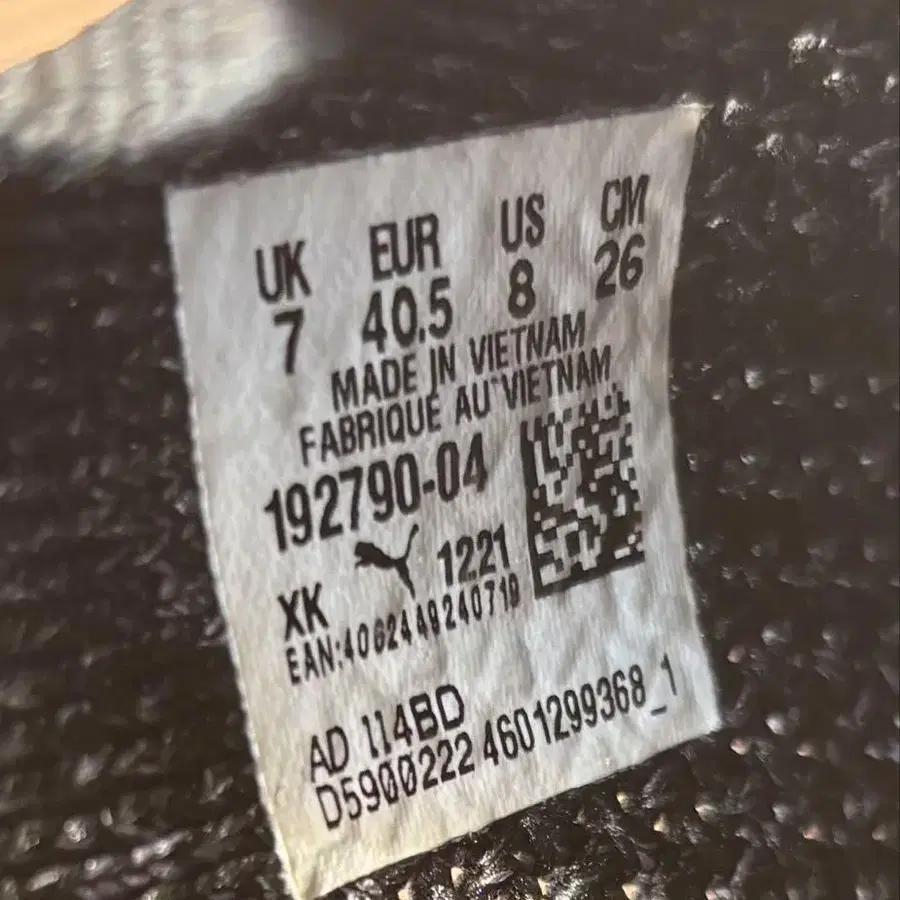 UK EUR US CM
7 40.5 8 26
MADE IN VIETNAM
FABRIQUE AU VIETNAM
192790-04
XK 1221
EAN:4062449240719
AD 114BD
D5900222 4601299368_1